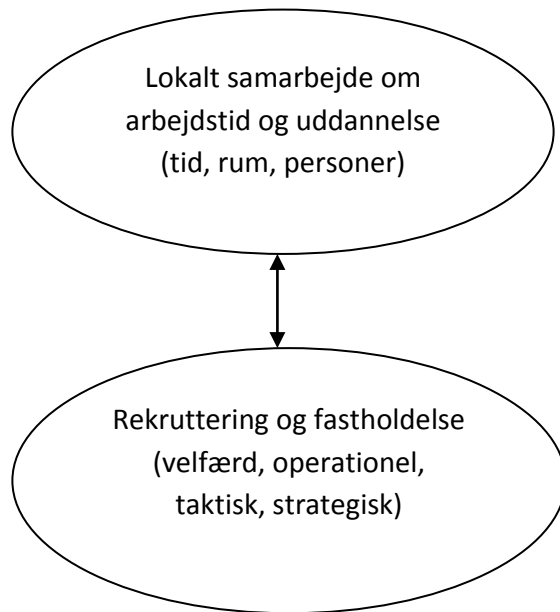 Lokalt samarbejde om
arbejdstid og uddannelse
(tid, rum, personer)
Rekruttering og fastholdelse
(velfærd, operationel,
taktisk, strategisk)